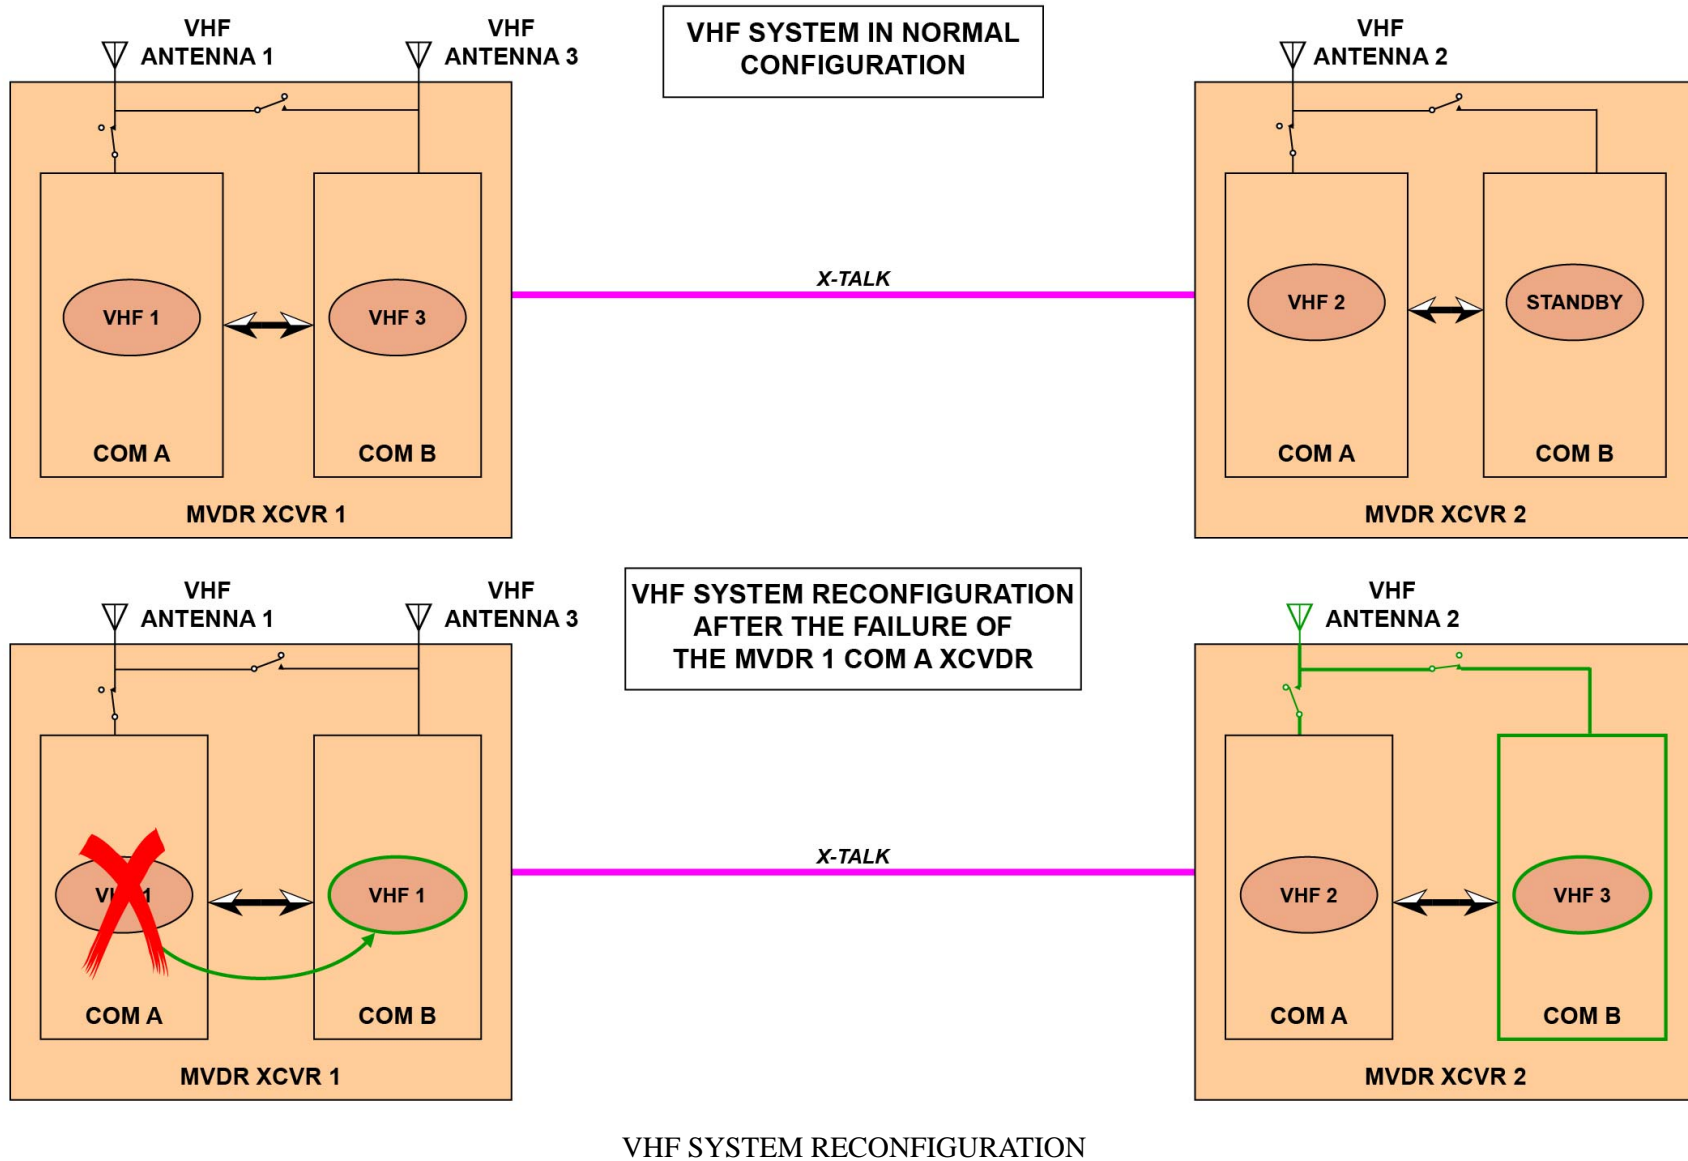 VHF
ANTENNA 1
VHF
ANTENNA 3
VHF SYSTEM IN NORMAL
CONFIGURATION
VHF
ANTENNA 2
X-TALK
VHF 1
VHF 3
VHF 2
STANDBY
COM A
COM B
COM A
COM B
MVDR XCVR 1
MVDR XCVR 2
VHF
ANTENNA 1
VHF
ANTENNA 3
VHF SYSTEM RECONFIGURATION
AFTER THE FAILURE OF
THE MVDR 1 COM A XCVDR
VHF
ANTENNA 2
X-TALK
VHF 1
VHF 1
VHF 2
VHF 3
COM A
COM B
COM A
COM B
MVDR XCVR 1
MVDR XCVR 2
VHF SYSTEM RECONFIGURATION